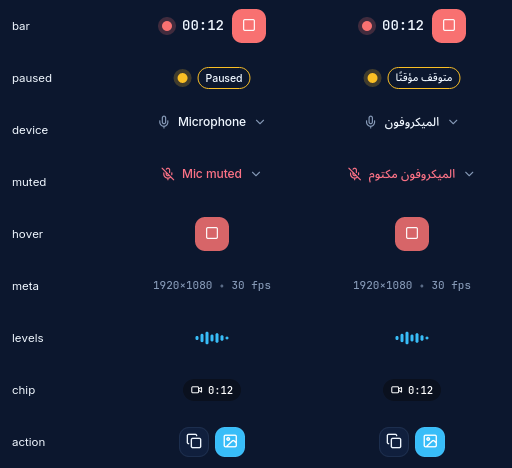 bar 00:12 00:12
paused Paused متوقف مؤقتًا
device Microphone الميكروفون
muted Mic muted الميكروفون مكتوم
hover
meta 1920×1080 • 30 fps 1920×1080 • 30 fps
levels
chip 0:12 0:12
action